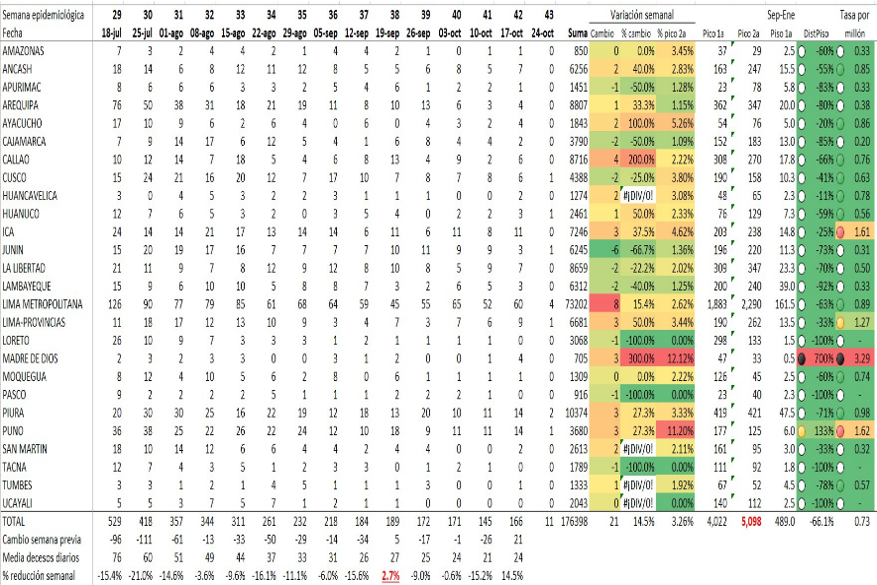 Semana epidemiológica 29 30 31 32 33 34 35 36 37 38 39 40 41 42 43 Variación semanal Sep-Ene Tasa por
Fecha 18-jul 25-jul 01-ago 08-ago 15-ago 22-ago 29-ago 05-sep 12-sep 19-sep 26-sep 03-oct 10-oct 17-oct 24-oct Suma Cambio % cambio % pico 2a Pico 1a Pico 2a Piso 1a DistPiso millón
AMAZONAS 7 3 2 4 4 2 1 4 4 2 1 0 1 1 0 850 0 0.0% 3.45% 37 29 2.5 -60% 0.33
ANCASH 18 14 6 8 12 11 12 8 5 5 6 8 5 7 0 6256 2 40.0% 2.83% 163 247 15.5 -55% 0.85
APURIMAC 8 6 6 6 3 3 2 5 4 6 1 2 2 1 0 1451 -1 -50.0% 1.28% 23 78 5.8 -83% 0.33
AREQUIPA 76 50 38 31 18 21 19 11 8 10 13 6 3 4 0 8807 1 33.3% 1.15% 362 347 20.0 -80% 0.38
AYACUCHO 17 10 9 6 2 6 4 0 6 0 4 3 2 4 0 1843 2 100.0% 5.26% 54 76 5.0 -20% 0.86
CAJAMARCA 7 9 14 17 6 12 5 4 1 6 8 4 4 2 0 3790 -2 -50.0% 1.09% 152 183 13.0 -85% 0.20
CALLAO 10 12 14 7 18 5 4 6 8 13 4 9 2 6 0 8716 4 200.0% 2.22% 308 270 17.8 -66% 0.76
CUSCO 15 24 21 16 20 12 7 17 10 7 8 7 8 6 1 4388 -2 -25.0% 3.80% 190 158 10.3 -41% 0.63
HUANCAVELICA 3 0 4 5 3 2 2 3 1 1 1 0 0 2 0 1274 2 #¡DIV/0! 3.08% 48 65 2.3 -11% 0.78
HUANUCO 12 7 6 5 3 2 0 3 5 4 0 2 2 3 1 2461 1 50.0% 2.33% 76 129 7.3 -59% 0.56
ICA 24 14 14 21 17 13 14 14 6 11 6 11 8 11 0 7246 3 37.5% 4.62% 203 238 14.8 -25% 1.61
JUNIN 15 20 19 17 16 7 7 7 7 10 11 9 9 3 1 6245 -6 -66.7% 1.36% 196 220 11.3 -73% 0.31
LA LIBERTAD 21 11 9 7 8 12 9 12 8 10 8 5 9 7 0 8659 -2 -22.2% 2.02% 309 347 23.3 -70% 0.50
LAMBAYEQUE 15 9 6 10 10 5 8 8 7 3 2 6 5 3 0 6312 -2 -40.0% 1.25% 200 240 39.0 -92% 0.33
LIMA METROPOLITANA 126 90 77 79 85 61 68 64 59 45 55 65 52 60 4 73202 8 15.4% 2.62% 1,883 2,290 161.5 -63% 0.89
LIMA-PROVINCIAS 11 18 17 12 13 10 9 3 4 7 3 7 6 9 1 6681 3 50.0% 3.44% 190 262 13.5 -33% 1.27
LORETO 26 10 9 7 3 3 3 1 2 1 1 1 1 0 0 3068 -1 -100.0% 0.00% 298 133 1.5 -100% -
MADRE DE DIOS 2 3 2 3 3 0 3 1 2 0 0 1 4 0 705 3 300.0% 12.12% 47 33 0.5 700% 3.29
MOQUEGUA 8 12 4 10 5 6 2 8 0 6 1 1 1 1 0 1309 0 0.0% 2.22% 126 45 2.5 -60% 0.74
PASCO 9 2 2 2 2 5 1 1 1 2 2 2 1 0 0 916 -1 -100.0% 0.00% 23 40 2.3 -100% -
PIURA 20 30 30 25 16 22 19 12 18 13 20 10 11 14 2 10374 3 27.3% 3.33% 419 421 47.5 -71% 0.98
PUNO 36 38 25 22 26 22 24 12 10 18 9 11 11 14 1 3680 3 27.3% 11.20% 177 125 6.0 133% 1.62
SAN MARTIN 18 10 14 12 6 6 4 4 4 2 4 4 0 0 2 0 2613 2 #¡DIV/0! 2.11% 161 95 3.0 -33% 0.32
TACNA 12 7 4 3 5 1 2 3 3 0 1 2 1 0 0 1789 -1 -100.0% 0.00% 111 92 1.8 -100% -
TUMBES 3 3 1 2 1 4 5 1 1 1 3 0 0 1 0 1333 1 #¡DIV/0! 1.92% 67 52 4.5 -78% 0.57
UCAYALI 5 5 3 7 5 7 1 2 1 1 0 0 0 0 0 2043 0 #¡DIV/0! 0.00% 140 112 2.5 -100% -
TOTAL 529 418 357 344 311 261 232 218 184 189 172 171 145 166 11 176398 21 14.5% 3.26% 4,022 5,098 489.0 -66.1% 0.73
Cambio semana previa -96 -111 -61 -13 -33 -50 -29 -14 -34 5 -17 -1 -26 21
Media decesos diarios 76 60 51 49 44 37 33 31 26 27 25 24 21 24
% reducción semanal -15.4% -21.0% -14.6% -3.6% -9.6% -16.1% -11.1% -6.0% -15.6% 2.7% -9.0% -0.6% -15.2% 14.5%